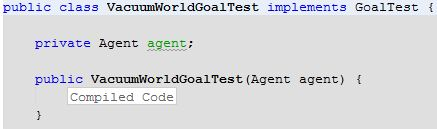 public class VacuumWorldGoalTest implements GoalTest {
private Agent agent;
public VacuumWorldGoalTest(Agent agent) {
Compiled Code
}